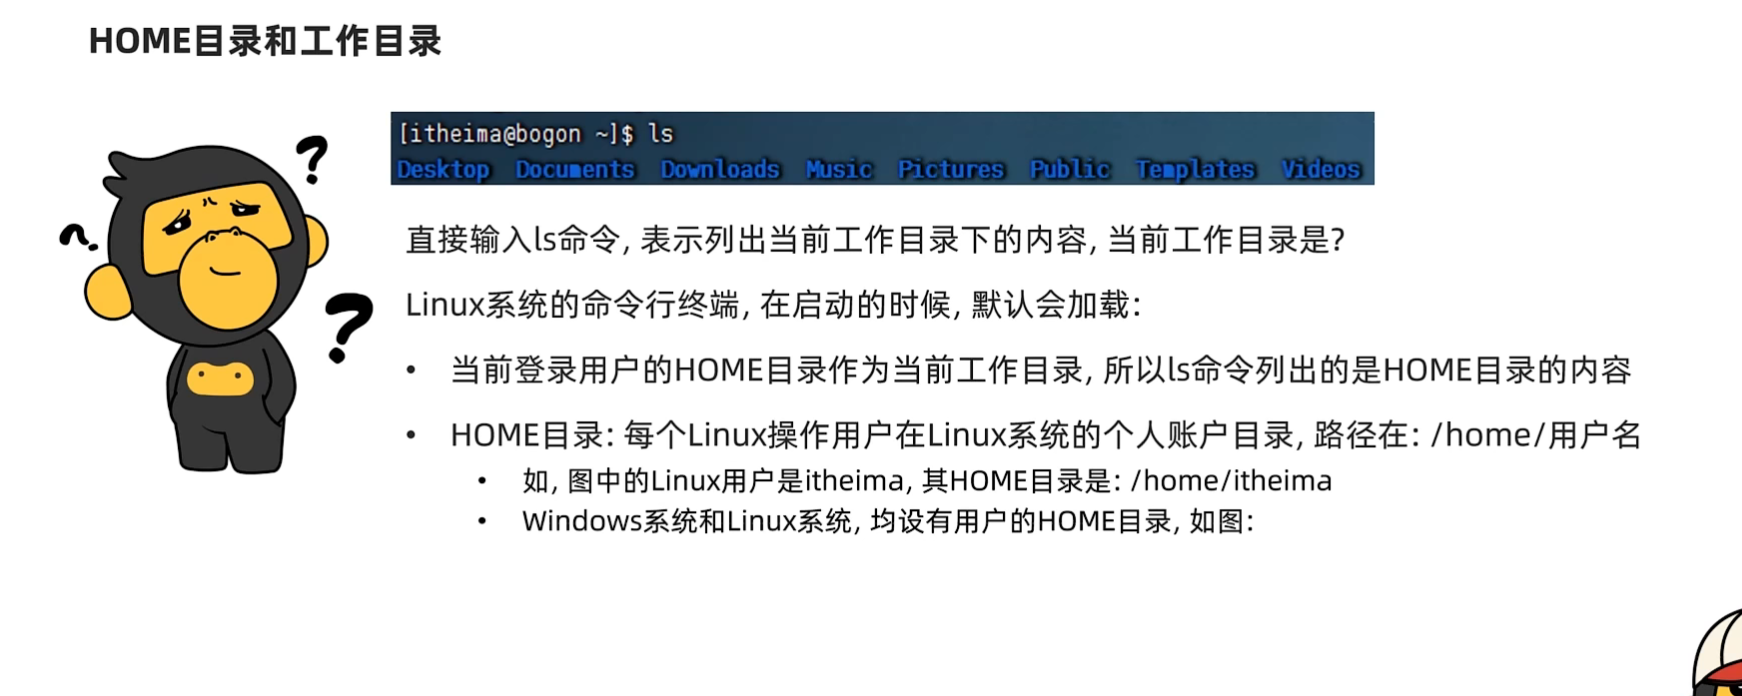 HOME目录和工作目录
[itheima@bogon ~]$ ls
Desktop Documents Downloads Music Pictures Public Templates Videos
直接输入ls命令, 表示列出当前工作目录下的内容, 当前工作目录是?
Linux系统的命令行终端, 在启动的时候, 默认会加载:
• 当前登录用户的HOME目录作为当前工作目录, 所以ls命令列出的是HOME目录的内容
• HOME目录: 每个Linux操作用户在Linux系统的个人账户目录, 路径在: /home/用户名
• 如, 图中的Linux用户是itheima, 其HOME目录是: /home/itheima
• Windows系统和Linux系统, 均设有用户的HOME目录, 如图: